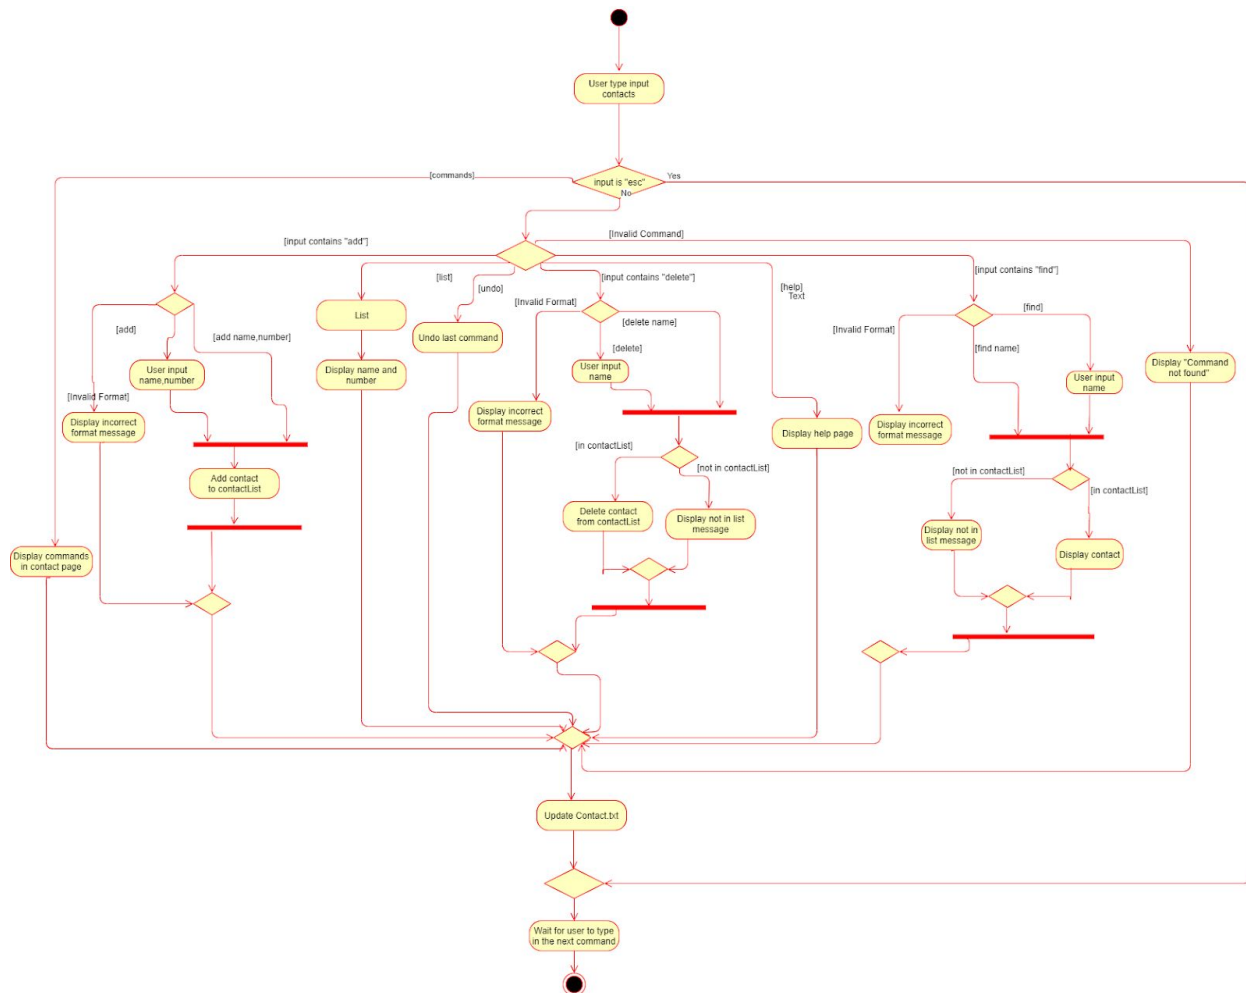 User type input
contacts
[commands]
input is "esc"
Yes
No
[input contains "add"]
[Invalid Command]
[list]
[undo]
[input contains "delete"]
[help]
Text
[input contains "find"]
[add]
[add name,number]
[Invalid Format]
List
Undo last command
[Invalid Format]
[delete name]
[delete]
[Invalid Format]
[find]
[find name]
User input
name,number
Display name and
number
User input
name
User input
name
Display "Command
not found"
Display incorrect
format message
Display incorrect
format message
Display help page
Display incorrect
format message
Add contact
to contactList
[in contactList]
[not in contactList]
[not in contactList]
[in contactList]
Delete contact
from contactList
Display not in list
message
Display not in
list message
Display contact
Display commands
in contact page
Update Contact.txt
Wait for user to type
in the next command